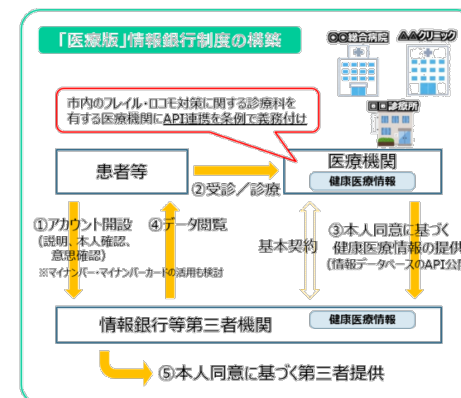 「医療版」情報銀行制度の構築
〇〇総合病院
△△クリニック
□□診療所
市内のフレイル・ロコモ対策に関する診療科を
有する医療機関にAPI連携を条例で義務付け
患者等
②受診/診療
医療機関
健康医療情報
①アカウント開設
(説明、本人確認、
意思確認)
※マイナンバー・マイナンバーカードの活用も検討
④データ閲覧
基本契約
③本人同意に基づく
健康医療情報の提供
(情報データベースのAPI公開
情報銀行等第三者機関
健康医療情報
⑤本人同意に基づく第三者提供